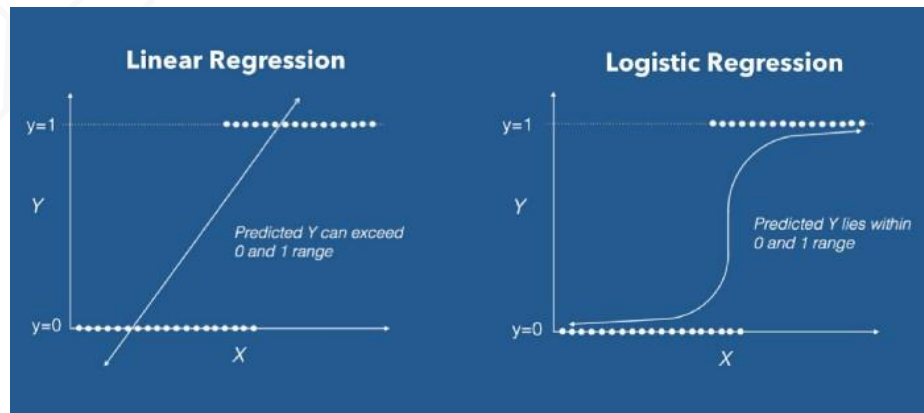 Linear Regression
y=1
Y
Predicted Y can exceed
0 and 1 range
y=0
X
Logistic Regression
y=1
Y
Predicted Y lies within
0 and 1 range
y=0
X